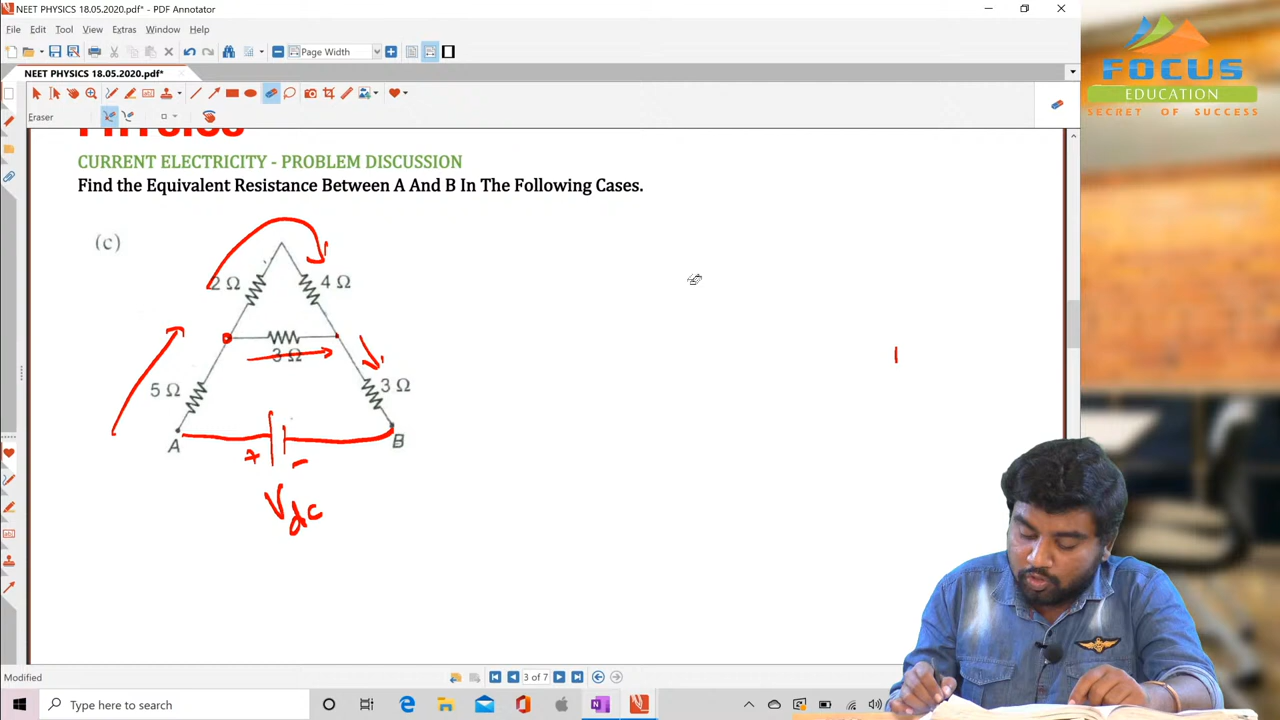 NEET PHYSICS 18.05.2020.pdf* - PDF Annotator
File Edit Tool View Extras Window Help
Page Width
NEET PHYSICS 18.05.2020.pdf*
Eraser
FOCUS
EDUCATION
SECRET OF SUCCESS
PHYSICS
CURRENT ELECTRICITY - PROBLEM DISCUSSION
Find the Equivalent Resistance Between A And B In The Following Cases.
(c)
2 Ω
4 Ω
3 Ω
5 Ω
3 Ω
A
B
+ −
Vdc
Modified
3 of 7
Type here to search